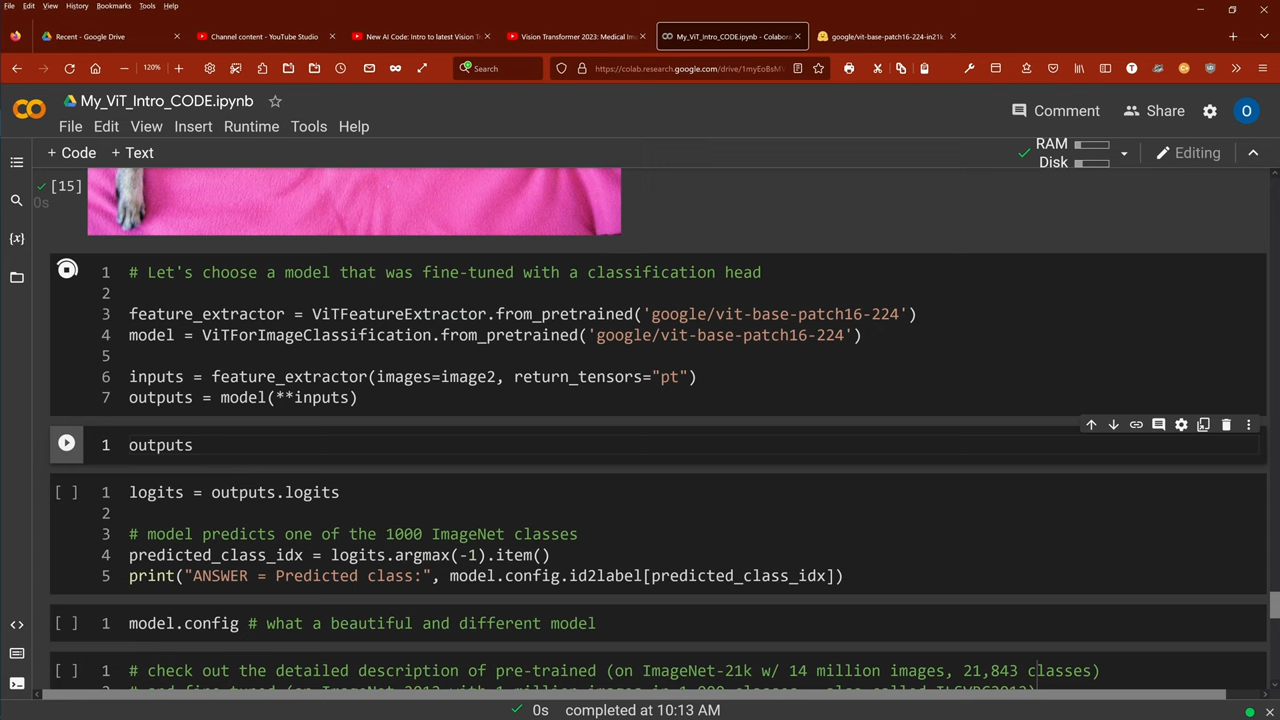 File Edit View History Bookmarks Tools Help
Recent - Google Drive
Channel content - YouTube Studio
New AI Code: Intro to latest Vision T
Vision Transformer 2023: Medical Im
My_ViT_Intro_CODE.ipynb - Colabora
google/vit-base-patch16-224-in21k
120%
Search
https://colab.research.google.com/drive/1myEoBsM
My_ViT_Intro_CODE.ipynb
Comment
Share
O
File Edit View Insert Runtime Tools Help
+ Code + Text
RAM
Disk
Editing
[15]
0s
1 # Let's choose a model that was fine-tuned with a classification head
2
3 feature_extractor = ViTFeatureExtractor.from_pretrained('google/vit-base-patch16-224')
4 model = ViTForImageClassification.from_pretrained('google/vit-base-patch16-224')
5
6 inputs = feature_extractor(images=image2, return_tensors="pt")
7 outputs = model(**inputs)
1 outputs
[ ] 1 logits = outputs.logits
2
3 # model predicts one of the 1000 ImageNet classes
4 predicted_class_idx = logits.argmax(-1).item()
5 print("ANSWER = Predicted class:", model.config.id2label[predicted_class_idx])
[ ] 1 model.config # what a beautiful and different model
[ ] 1 # check out the detailed description of pre-trained (on ImageNet-21k w/ 14 million images, 21,843 classes)
0s completed at 10:13 AM